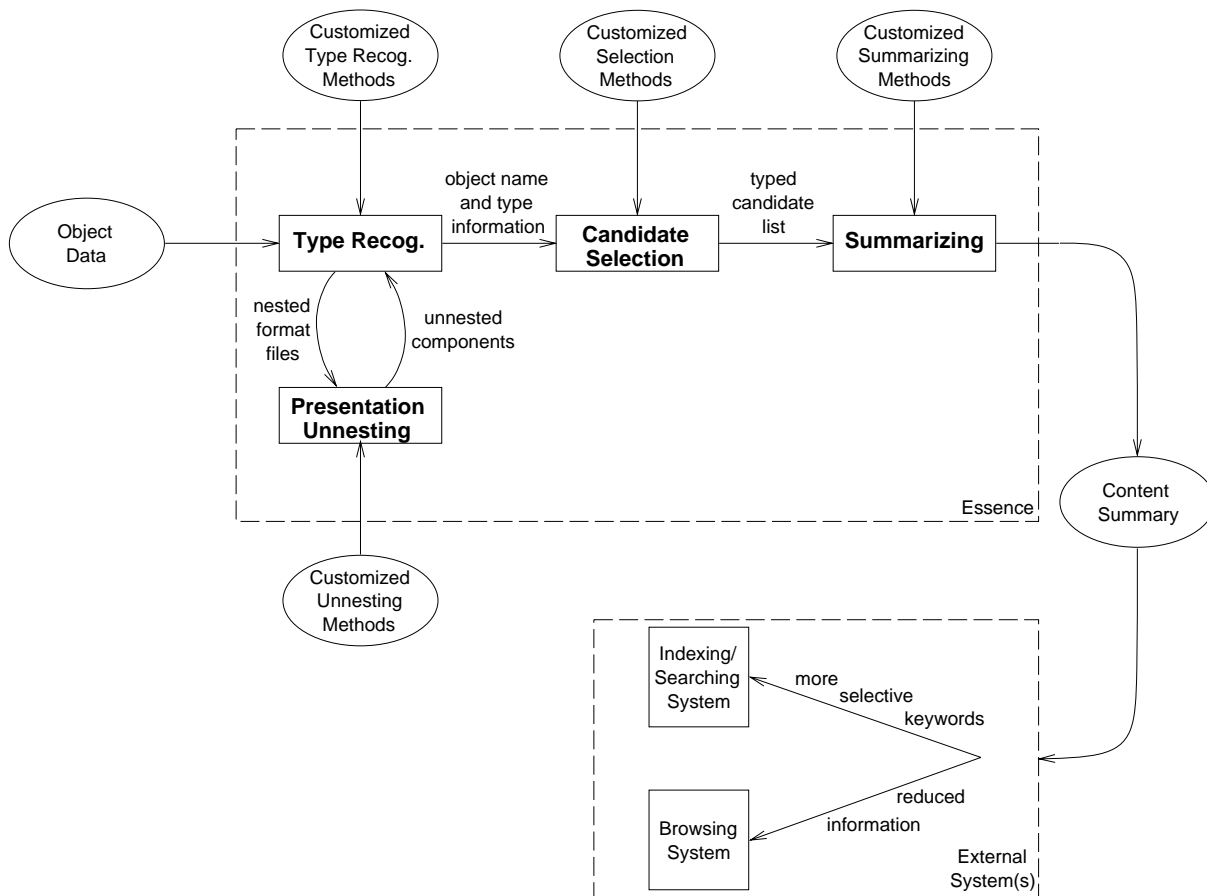 Customized
Type Recog.
Methods
Customized
Selection
Methods
Customized
Summarizing
Methods
object name
and type
information
typed
candidate
list
Object
Data
Type Recog.
Candidate
Selection
Summarizing
nested
format
files
unnested
components
Presentation
Unnesting
Essence
Content
Summary
Customized
Unnesting
Methods
Indexing/
Searching
System
more
selective
keywords
reduced
information
Browsing
System
External
System(s)